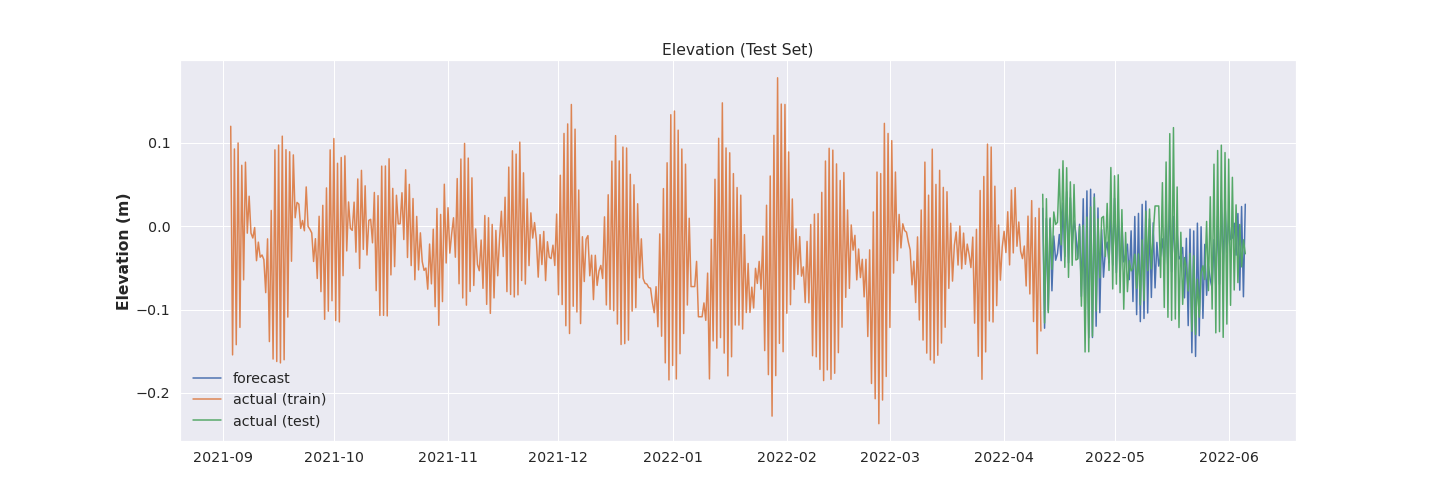 Elevation (Test Set)
Elevation (m)
0.1
0.0
−0.1
−0.2
forecast
actual (train)
actual (test)
2021-09 2021-10 2021-11 2021-12 2022-01 2022-02 2022-03 2022-04 2022-05 2022-06